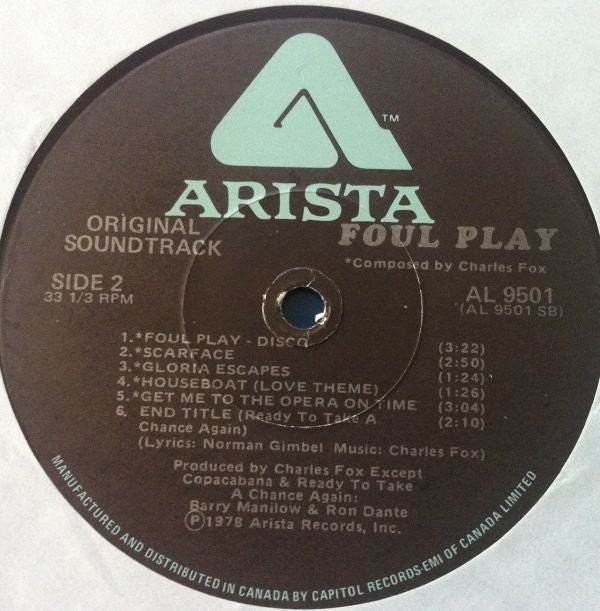 TM
ARISTA
ORIGINAL
SOUNDTRACK
FOUL PLAY
*Composed by Charles Fox
SIDE 2
33 1/3 RPM
AL 9501
(AL 9501 SB)
1. *FOUL PLAY - DISCO (3:22)
2. *SCARFACE (2:50)
3. *GLORIA ESCAPES (1:24)
4. *HOUSEBOAT (LOVE THEME) (1:26)
5. *GET ME TO THE OPERA ON TIME (3:04)
6. END TITLE (Ready To Take A (2:10)
Chance Again)
(Lyrics: Norman Gimbel Music: Charles Fox)
Produced by Charles Fox Except
Copacabana & Ready To Take
A Chance Again:
Barry Manilow & Ron Dante
Ⓟ1978 Arista Records, Inc.
MANUFACTURED AND DISTRIBUTED IN CANADA BY CAPITOL RECORDS-EMI OF CANADA LIMITED